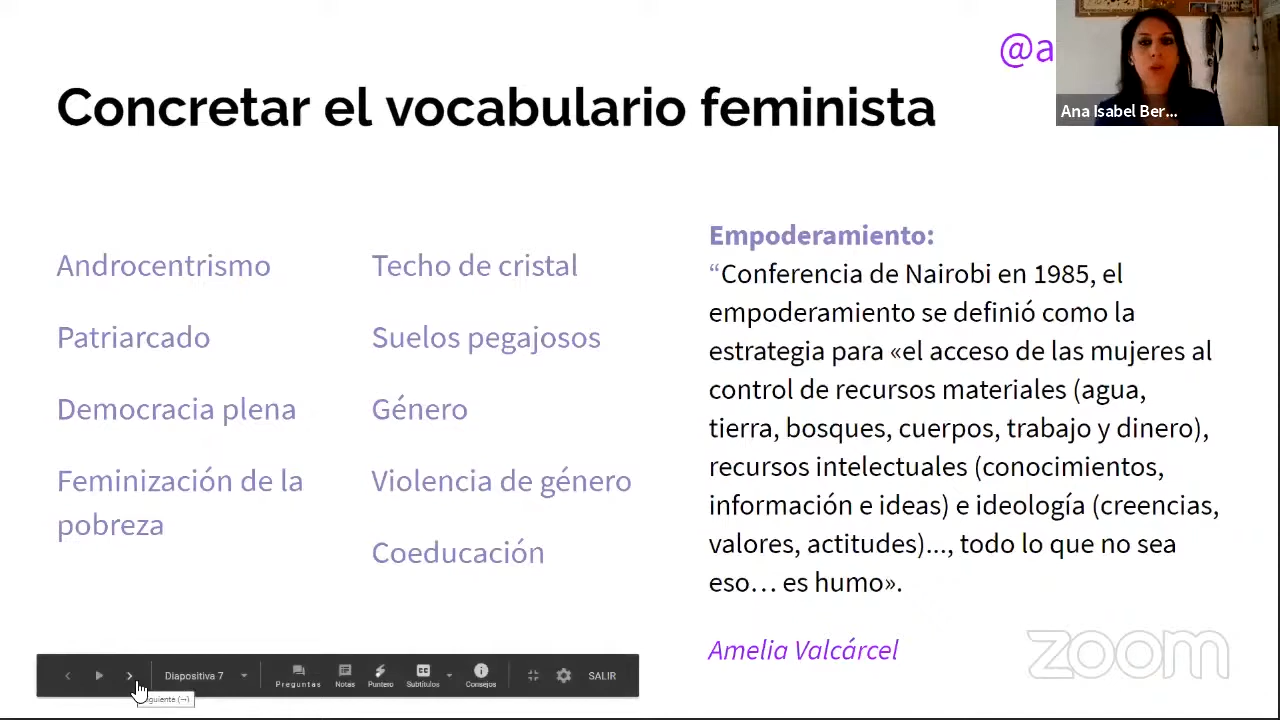 @a
Concretar el vocabulario feminista
Ana Isabel Ber...
Androcentrismo
Patriarcado
Democracia plena
Feminización de la
pobreza
Techo de cristal
Suelos pegajosos
Género
Violencia de género
Coeducación
Empoderamiento:
“Conferencia de Nairobi en 1985, el
empoderamiento se definió como la
estrategia para «el acceso de las mujeres al
control de recursos materiales (agua,
tierra, bosques, cuerpos, trabajo y dinero),
recursos intelectuales (conocimientos,
información e ideas) e ideología (creencias,
valores, actitudes)..., todo lo que no sea
eso… es humo».
Amelia Valcárcel
zoom
Diapositiva 7
Preguntas
Notas
Puntero
Subtítulos
Consejos
SALIR